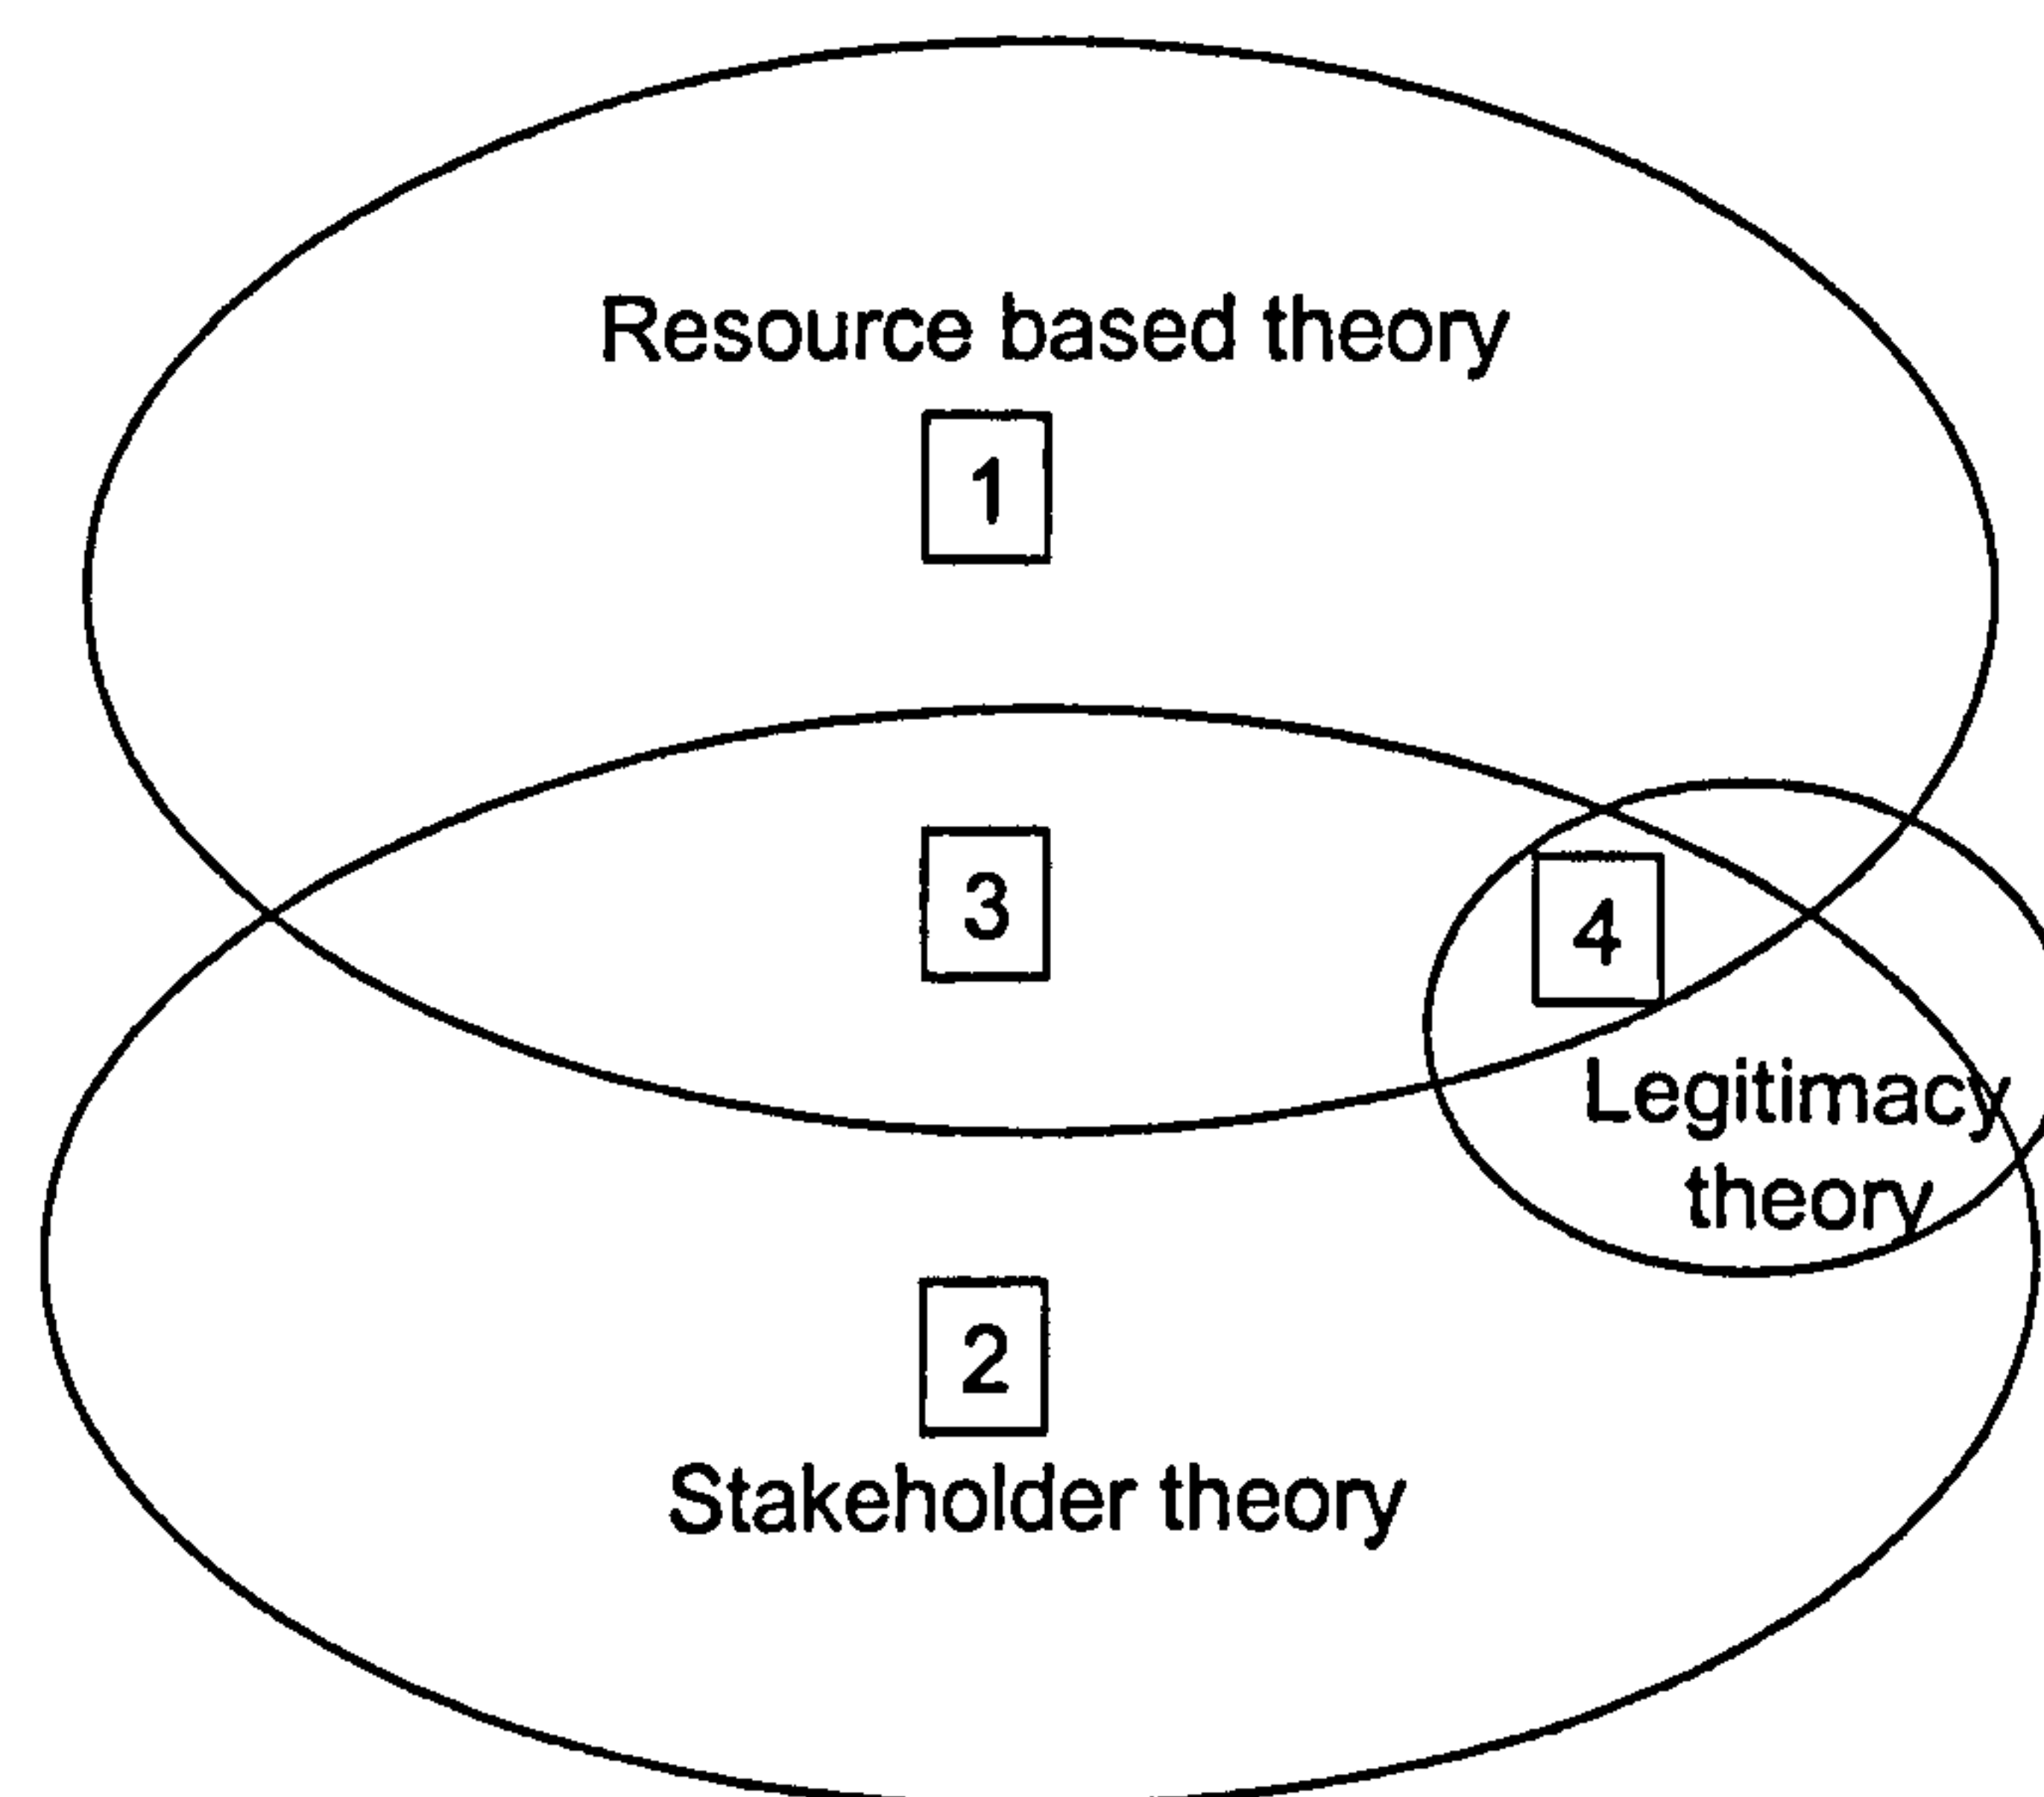 Resource based theory
1
3
4
Legitimacy
theory
2
Stakeholder theory